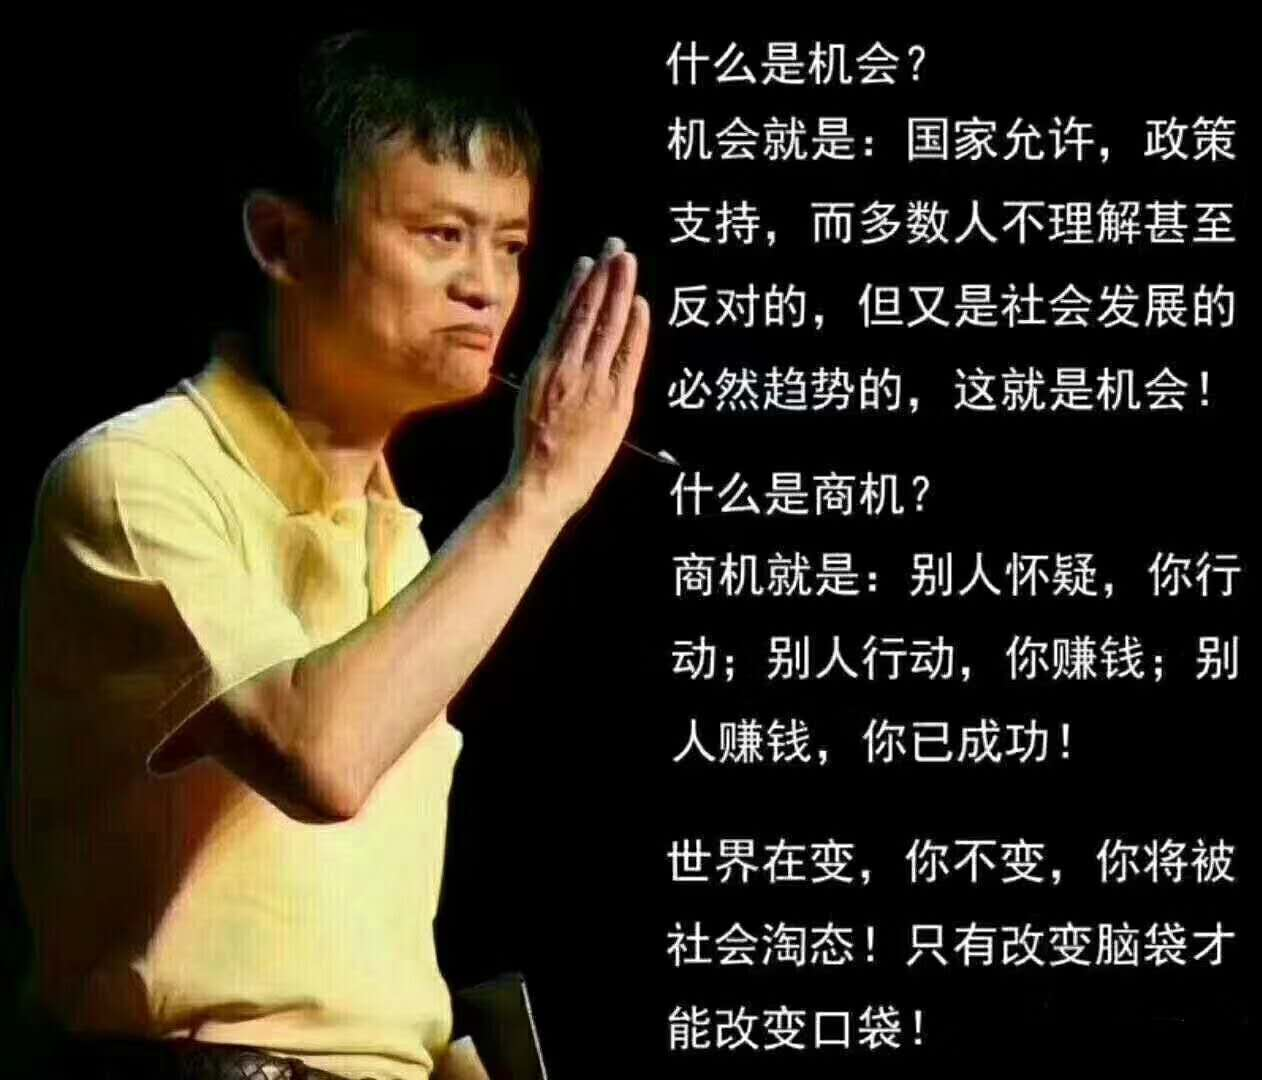 什么是机会？
机会就是：国家允许，政策
支持，而多数人不理解甚至
反对的，但又是社会发展的
必然趋势的，这就是机会！
什么是商机？
商机就是：别人怀疑，你行
动；别人行动，你赚钱；别
人赚钱，你已成功！
世界在变，你不变，你将被
社会淘态！只有改变脑袋才
能改变口袋！